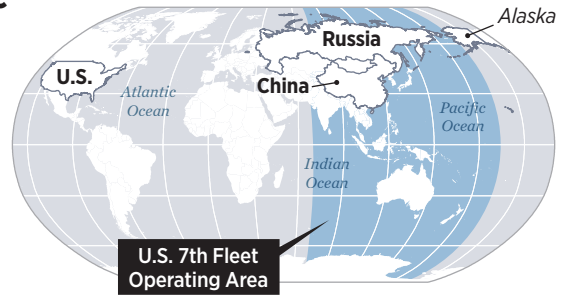 Alaska
Russia
U.S.
China
Atlantic
Ocean
Pacific
Ocean
Indian
Ocean
U.S. 7th Fleet
Operating Area